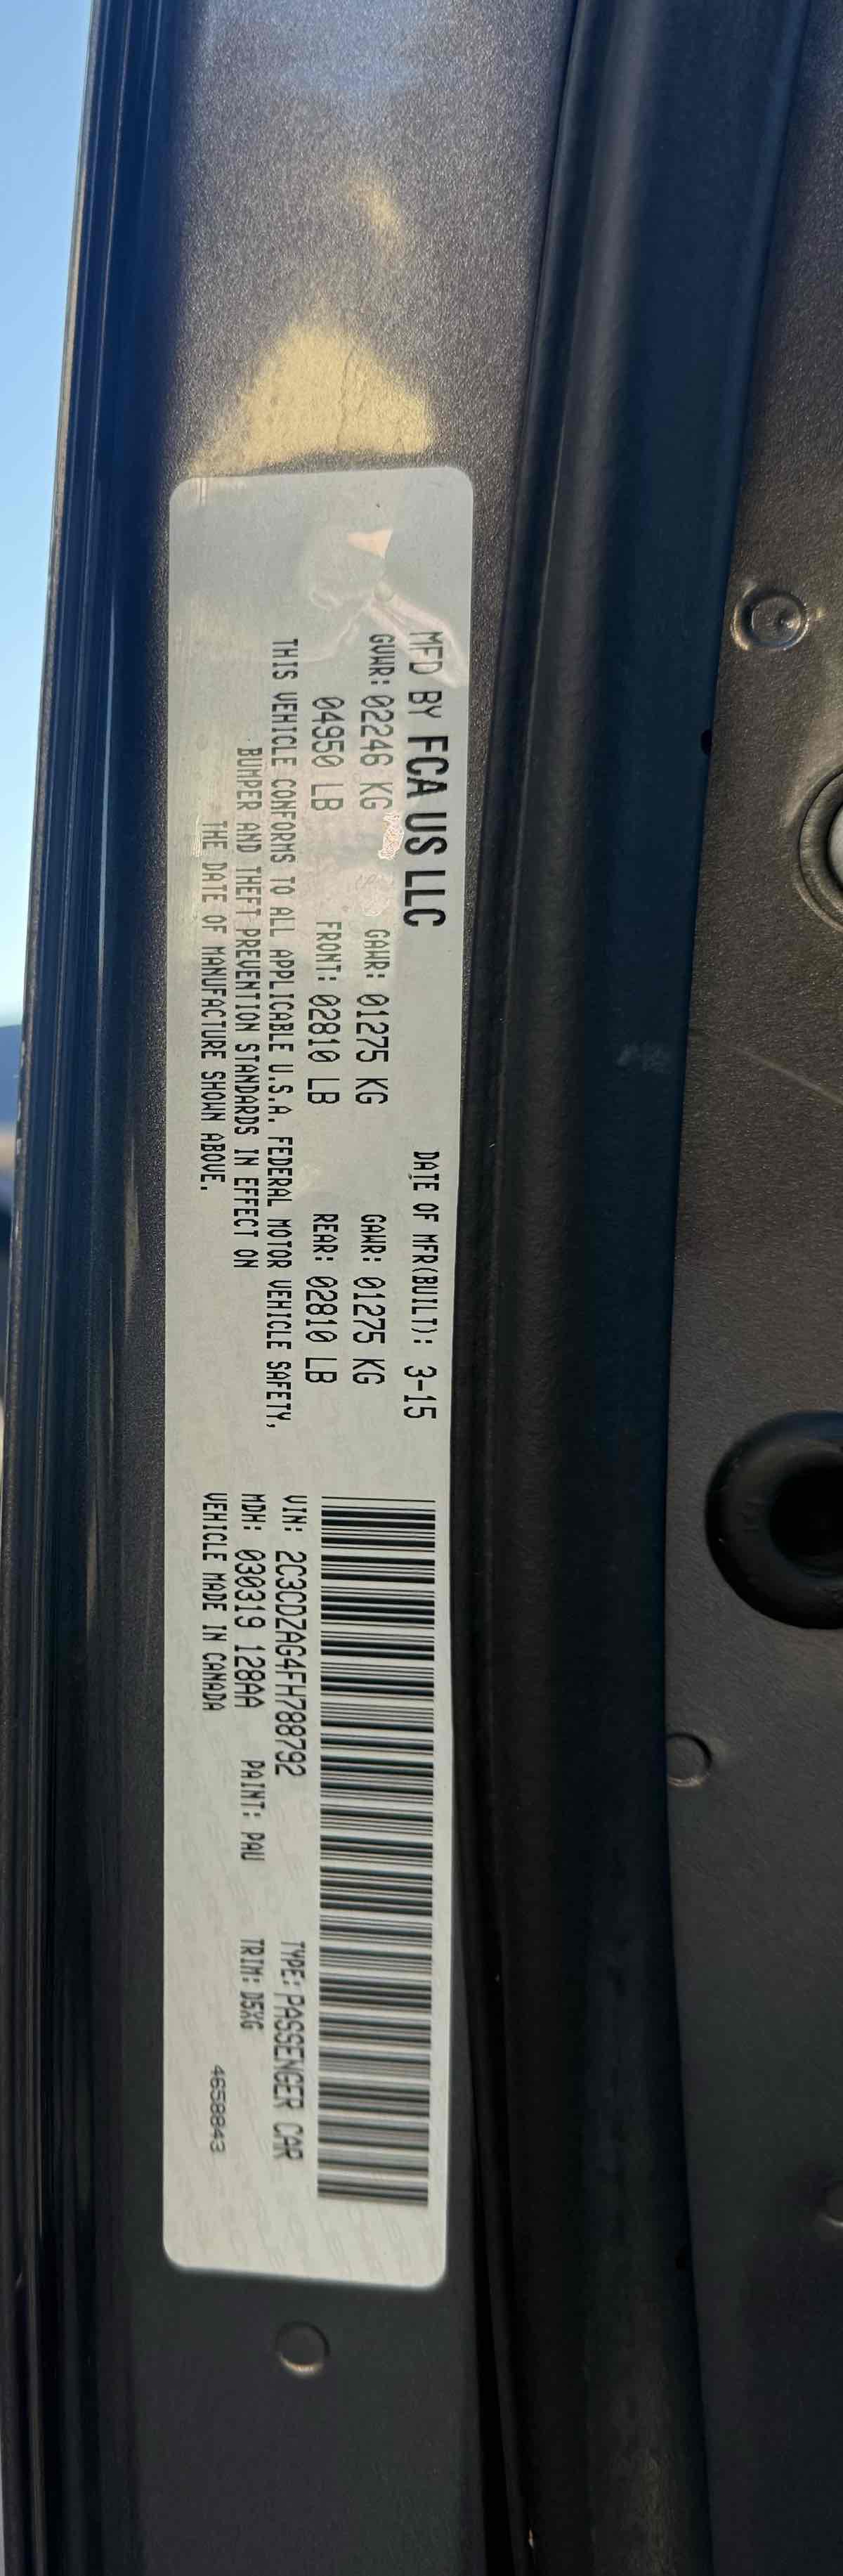 MFD BY FCA US LLC DATE OF MFR(BUILT): 3-15
GVWR: 02246 KG GAWR: 01275 KG GAWR: 01275 KG
04950 LB FRONT: 02810 LB REAR: 02810 LB
THIS VEHICLE CONFORMS TO ALL APPLICABLE U.S.A. FEDERAL MOTOR VEHICLE SAFETY,
BUMPER AND THEFT PREVENTION STANDARDS IN EFFECT ON
THE DATE OF MANUFACTURE SHOWN ABOVE.
VIN: 2C3CDZAG4FH788792 TYPE: PASSENGER CAR
MDH: 030319 128AA PAINT: PAU TRIM: D5XG
VEHICLE MADE IN CANADA 4658843